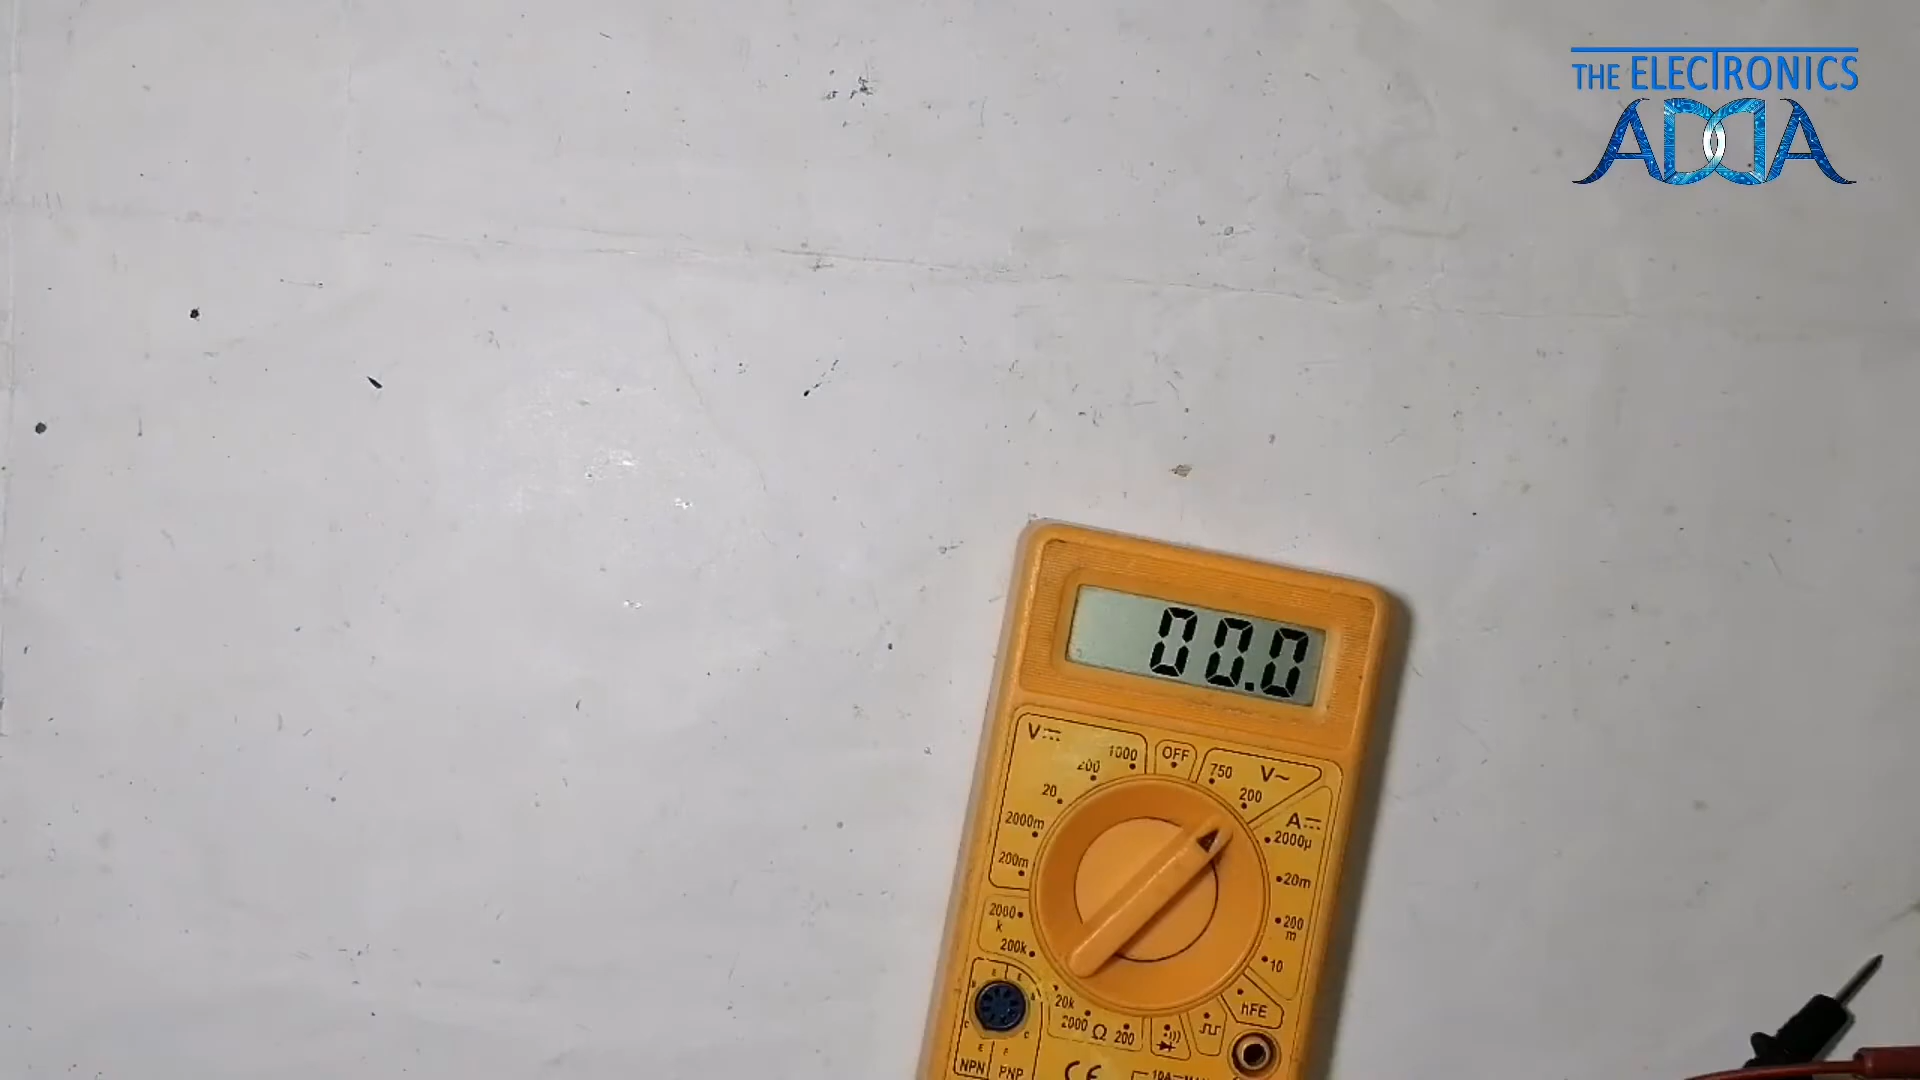 THE ELECTRONICS
ADDA
00.0
V
1000
OFF
750
V~
200
200
20
A
2000m
2000µ
200m
20m
2000
k
200
m
200k
10
20k
hFE
2000
Ω
200
NPN
PNP
CE